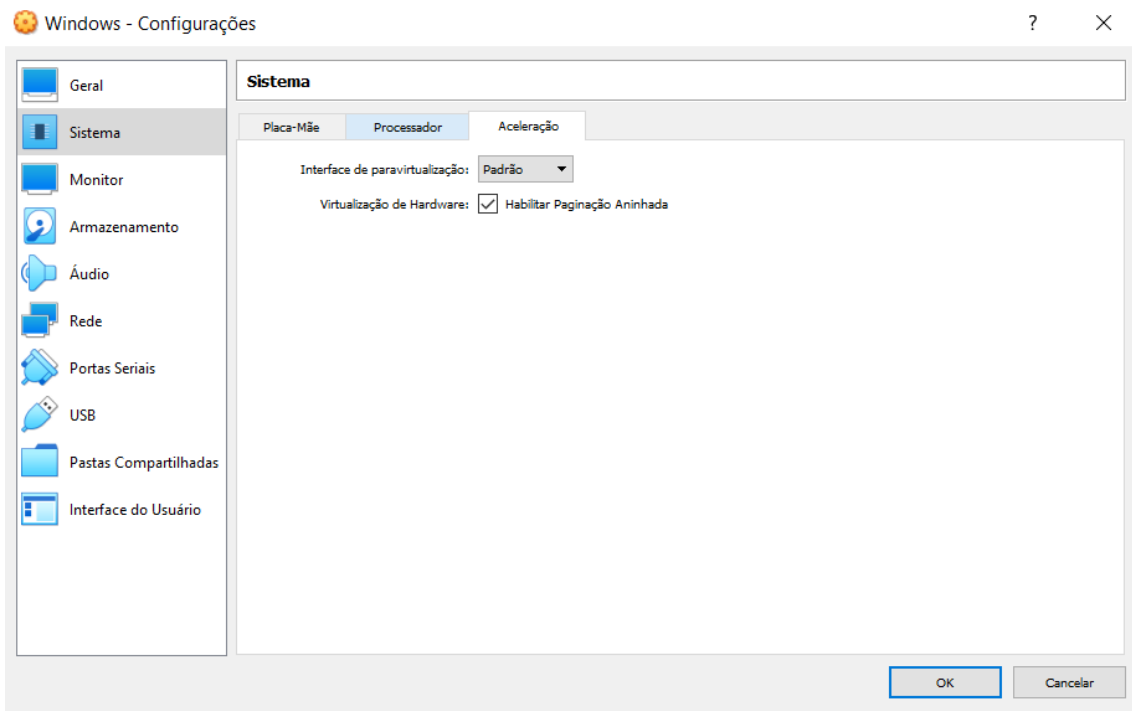 Windows - Configurações ?
Geral
Sistema
Monitor
Armazenamento
Áudio
Rede
Portas Seriais
USB
Pastas Compartilhadas
Interface do Usuário
Sistema
Placa-Mãe Processador Aceleração
Interface de paravirtualização: Padrão
Virtualização de Hardware: Habilitar Paginação Aninhada
OK Cancelar